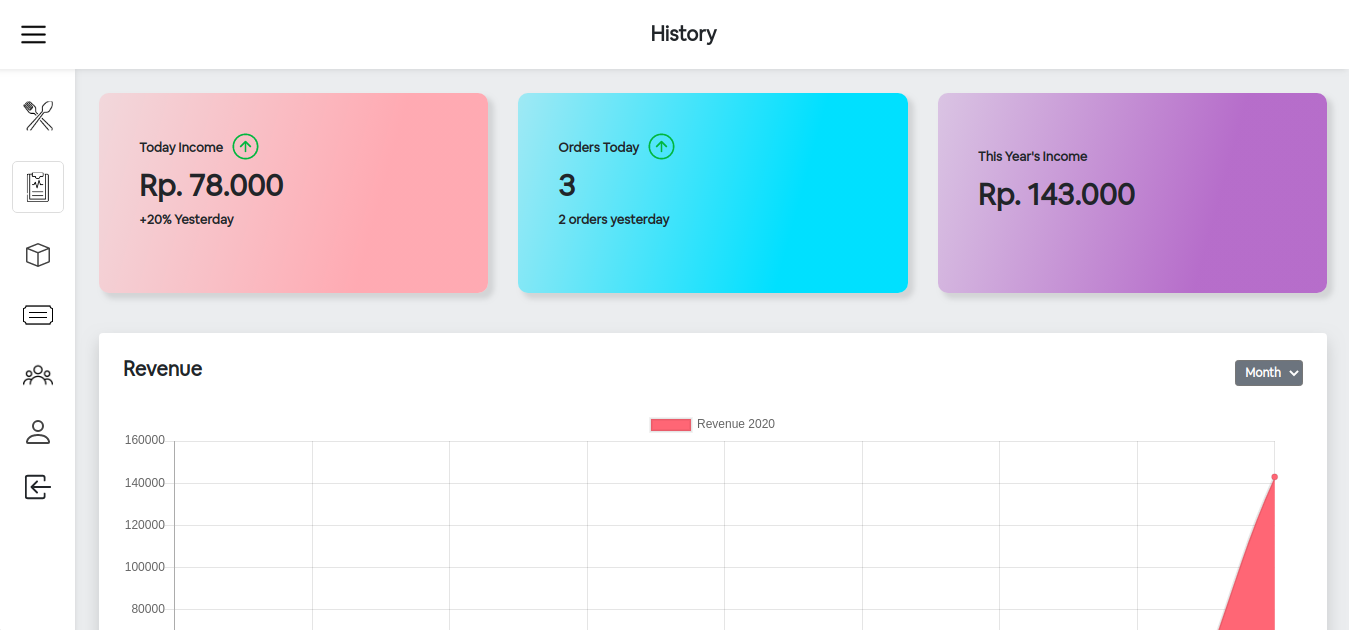 History
Today Income
Rp. 78.000
+20% Yesterday
Orders Today
3
2 orders yesterday
This Year's Income
Rp. 143.000
Revenue
Month
Revenue 2020
160000
140000
120000
100000
80000